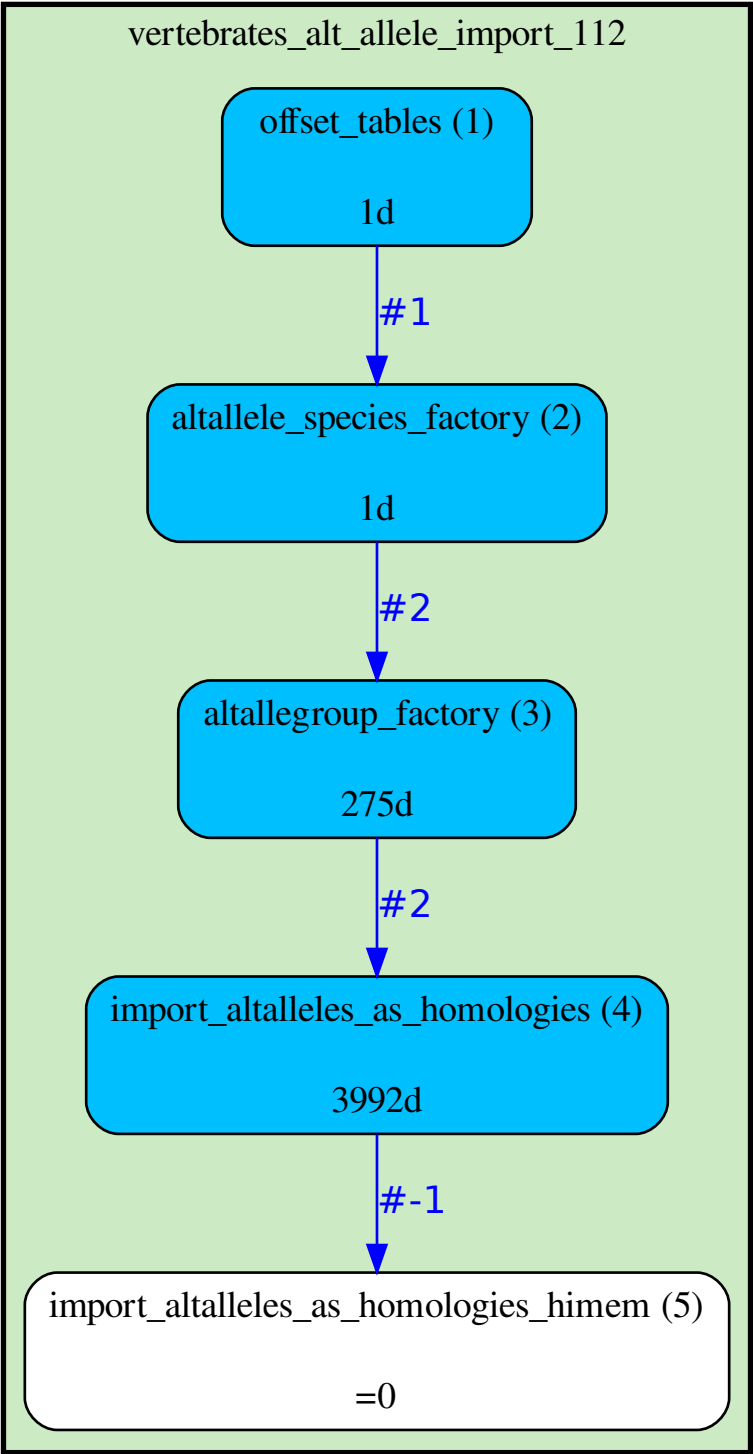 vertebrates_alt_allele_import_112
offset_tables (1)
1d
#1
altallele_species_factory (2)
1d
#2
altallegroup_factory (3)
275d
#2
import_altalleles_as_homologies (4)
3992d
#-1
import_altalleles_as_homologies_himem (5)
=0